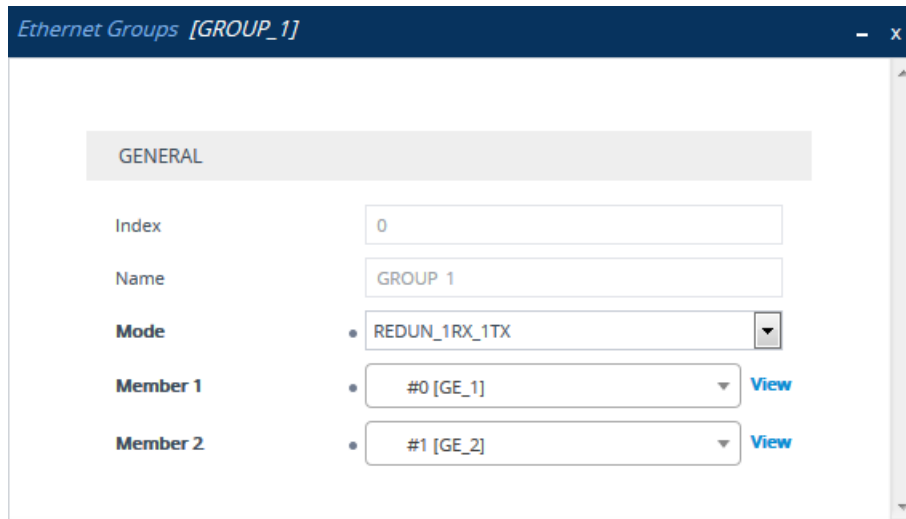 Ethernet Groups [GROUP_1] – x
GENERAL
Index 0
Name GROUP 1
Mode • REDUN_1RX_1TX
Member 1 • #0 [GE_1] View
Member 2 • #1 [GE_2] View